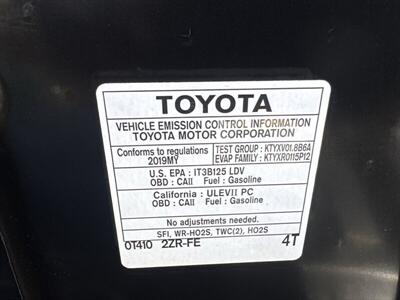 TOYOTA
VEHICLE EMISSION CONTROL INFORMATION
TOYOTA MOTOR CORPORATION
Conforms to regulations
2019MY
TEST GROUP : KTYXV01.8B6A
EVAP FAMILY : KTYXR0115P12
U.S. EPA : IT3B125 LDV
OBD : CAII Fuel : Gasoline
California : ULEVII PC
OBD : CAII Fuel : Gasoline
No adjustments needed.
SFI, WR-HO2S, TWC(2), HO2S
0T410 2ZR-FE 4T